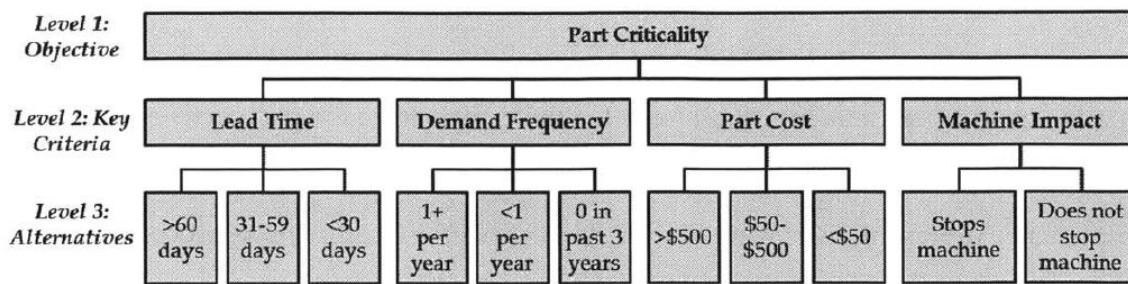 Level 1:
Objective
Part Criticality
Level 2: Key
Criteria
Lead Time
Demand Frequency
Part Cost
Machine Impact
Level 3:
Alternatives
>60
days
31-59
days
<30
days
1+
per
year
<1
per
year
0 in
past 3
years
>$500
$50-
$500
<$50
Stops
machine
Does not
stop
machine